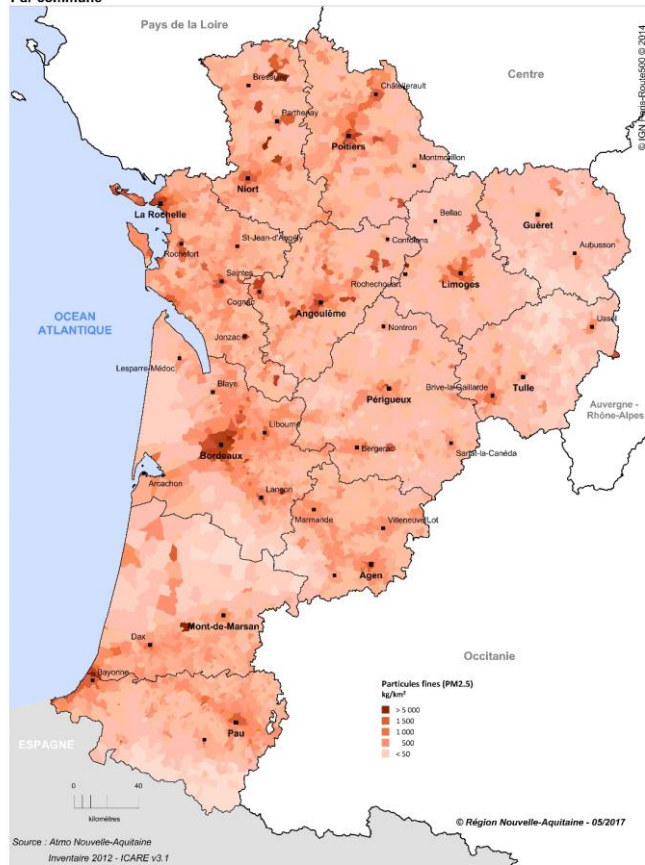 Par commune
Pays de la Loire
© IGN Paris-Route500 © 2014
Centre
Bressuire
Châtellerault
Parthenay
Poitiers
Montmorillon
Niort
La Rochelle
Bellac
Guéret
St-Jean-d'Angély
Confolens
Aubusson
Rochefort
Saintes
Rochechouart
Limoges
Cognac
Angoulême
OCEAN
ATLANTIQUE
Jonzac
Nontron
Ussel
Lesparre-Médoc
Blaye
Périgueux
Brive-la-Gaillarde
Tulle
Auvergne -
Rhône-Alpes
Libourne
Bordeaux
Bergerac
Sarlat-la-Canéda
Arcachon
Langon
Marmande
Villeneuve/Lot
Agen
Mont-de-Marsan
Dax
Occitanie
Bayonne
Particules fines (PM2.5)
kg/km²
> 5 000
1 500
1 000
500
< 50
Pau
ESPAGNE
0 40
kilomètres
© Région Nouvelle-Aquitaine - 05/2017
Source : Atmo Nouvelle-Aquitaine
Inventaire 2012 - ICARE v3.1